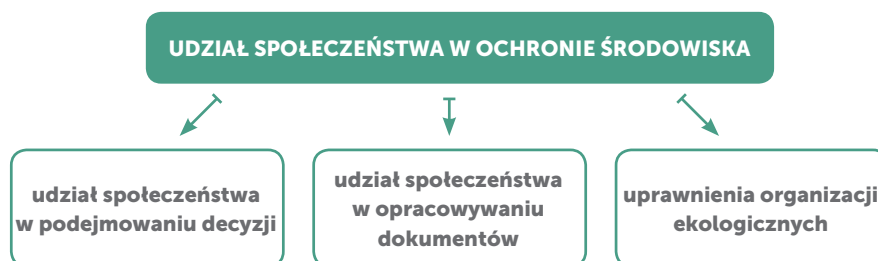 UDZIAŁ SPOŁECZEŃSTWA W OCHRONIE ŚRODOWISKA
udział społeczeństwa
w podejmowaniu decyzji
udział społeczeństwa
w opracowywaniu
dokumentów
uprawnienia organizacji
ekologicznych